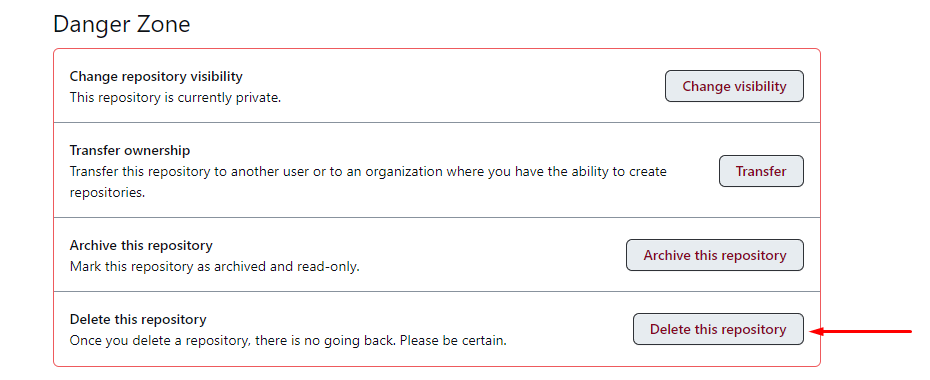 Danger Zone
Change repository visibility
This repository is currently private.
Change visibility
Transfer ownership
Transfer this repository to another user or to an organization where you have the ability to create
repositories.
Transfer
Archive this repository
Mark this repository as archived and read-only.
Archive this repository
Delete this repository
Once you delete a repository, there is no going back. Please be certain.
Delete this repository